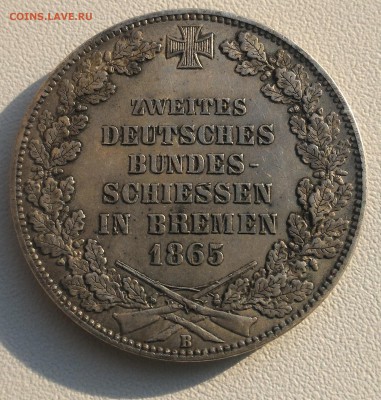 COINS.LAVE.RU
ZWEITES
DEUTSCHES
BUNDES-
SCHIESSEN
IN BREMEN
1865
B